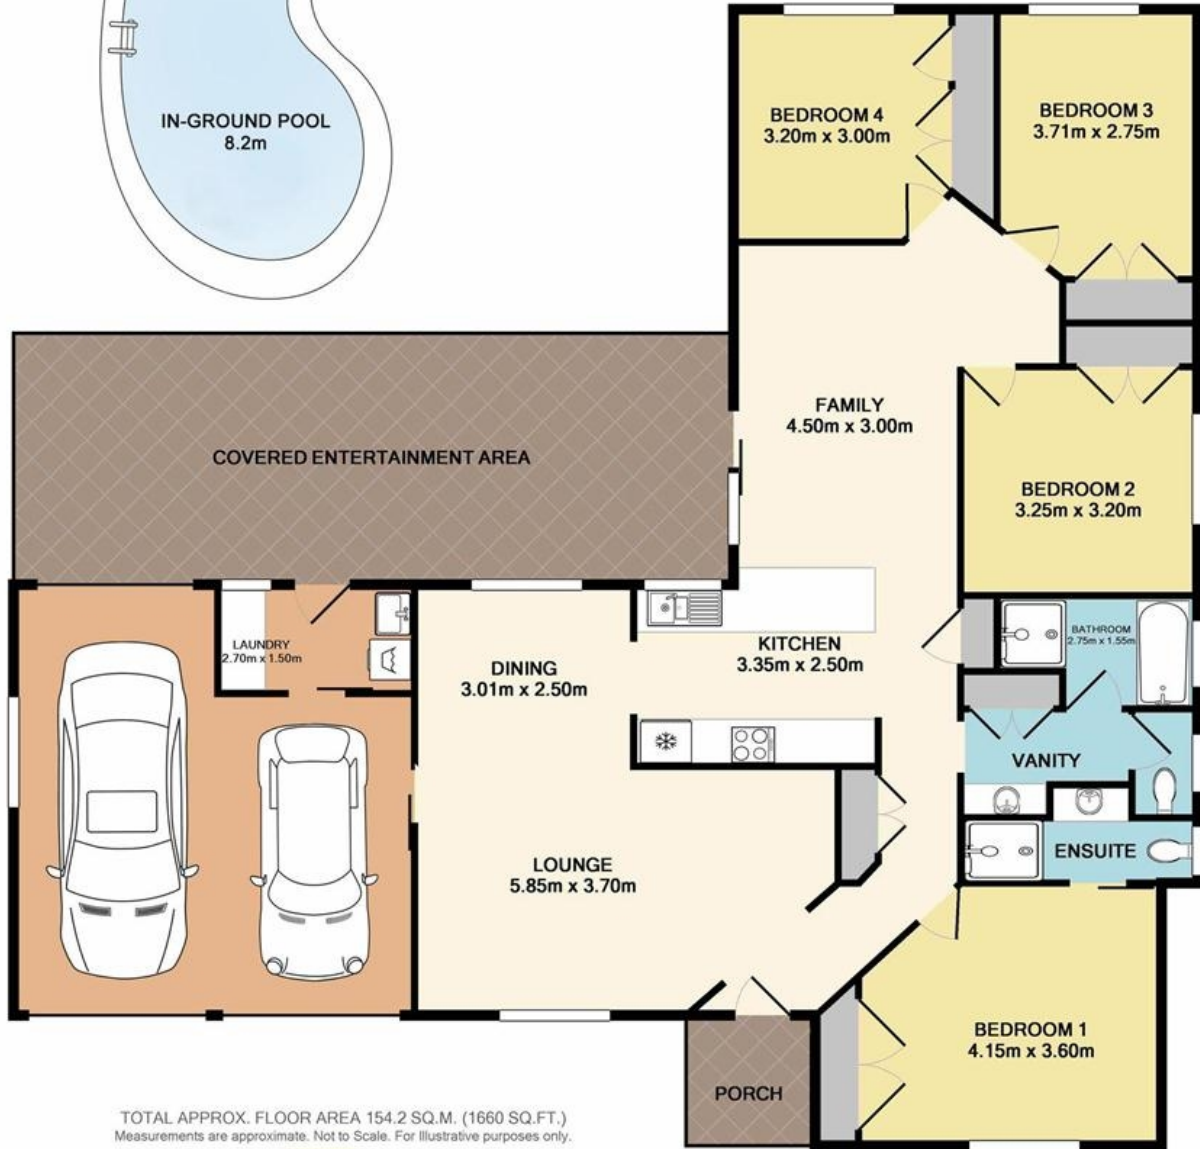 IN-GROUND POOL
8.2m
BEDROOM 4
3.20m x 3.00m
BEDROOM 3
3.71m x 2.75m
COVERED ENTERTAINMENT AREA
FAMILY
4.50m x 3.00m
BEDROOM 2
3.25m x 3.20m
LAUNDRY
2.70m x 1.50m
DINING
3.01m x 2.50m
KITCHEN
3.35m x 2.50m
BATHROOM
2.75m x 1.55m
VANITY
LOUNGE
5.85m x 3.70m
ENSUITE
BEDROOM 1
4.15m x 3.60m
PORCH
TOTAL APPROX. FLOOR AREA 154.2 SQ.M. (1660 SQ.FT.)
Measurements are approximate. Not to Scale. For Illustrative purposes only.